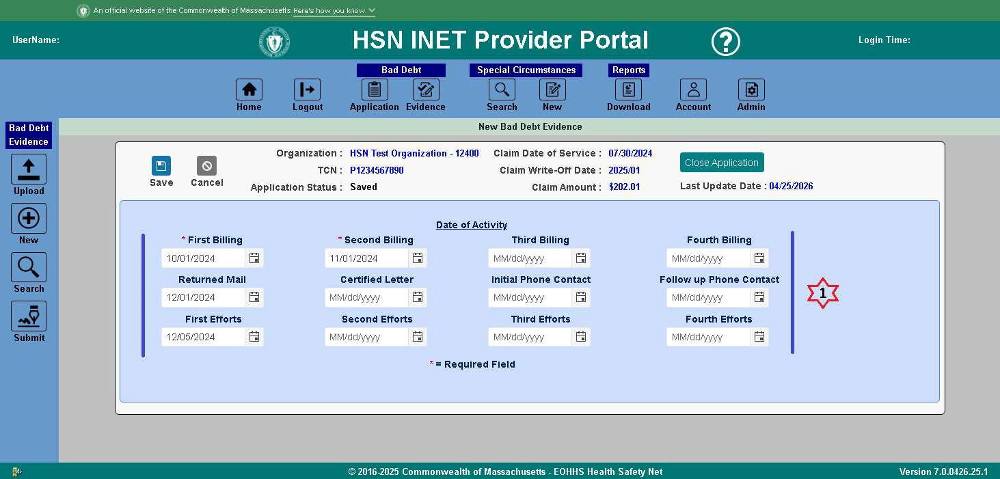 An official website of the Commonwealth of Massachusetts Here's how you know
UserName:
HSN INET Provider Portal
?
Login Time:
Bad Debt
Special Circumstances
Reports
Home
Logout
Application
Evidence
Search
New
Download
Account
Admin
Bad Debt
Evidence
New Bad Debt Evidence
Upload
New
Search
Submit
Save
Cancel
Organization : HSN Test Organization - 12400
Claim Date of Service : 07/30/2024
Close Application
TCN : P1234567890
Claim Write-Off Date : 2025/01
Application Status : Saved
Claim Amount : $202.01
Last Update Date : 04/25/2026
Date of Activity
* First Billing
* Second Billing
Third Billing
Fourth Billing
10/01/2024
11/01/2024
MM/dd/yyyy
MM/dd/yyyy
Returned Mail
Certified Letter
Initial Phone Contact
Follow up Phone Contact
12/01/2024
MM/dd/yyyy
MM/dd/yyyy
MM/dd/yyyy
1
First Efforts
Second Efforts
Third Efforts
Fourth Efforts
12/05/2024
MM/dd/yyyy
MM/dd/yyyy
MM/dd/yyyy
* = Required Field
© 2016-2025 Commonwealth of Massachusetts - EOHHS Health Safety Net
Version 7.0.0426.25.1